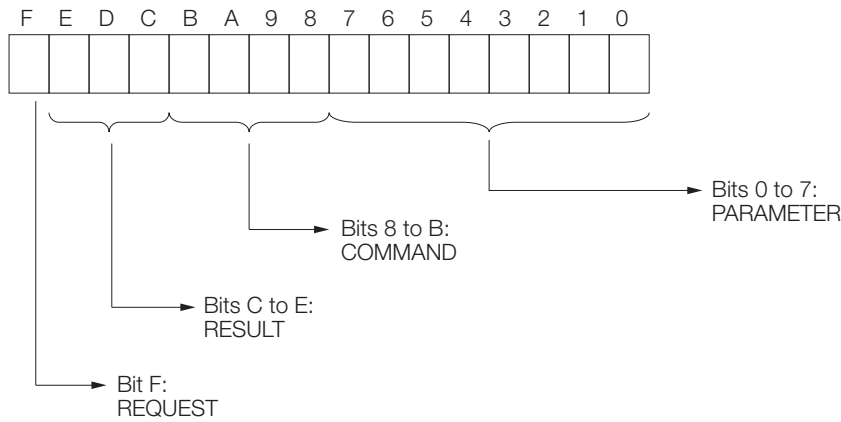 F E D C B A 9 8 7 6 5 4 3 2 1 0
Bits 0 to 7:
PARAMETER
Bits 8 to B:
COMMAND
Bits C to E:
RESULT
Bit F:
REQUEST